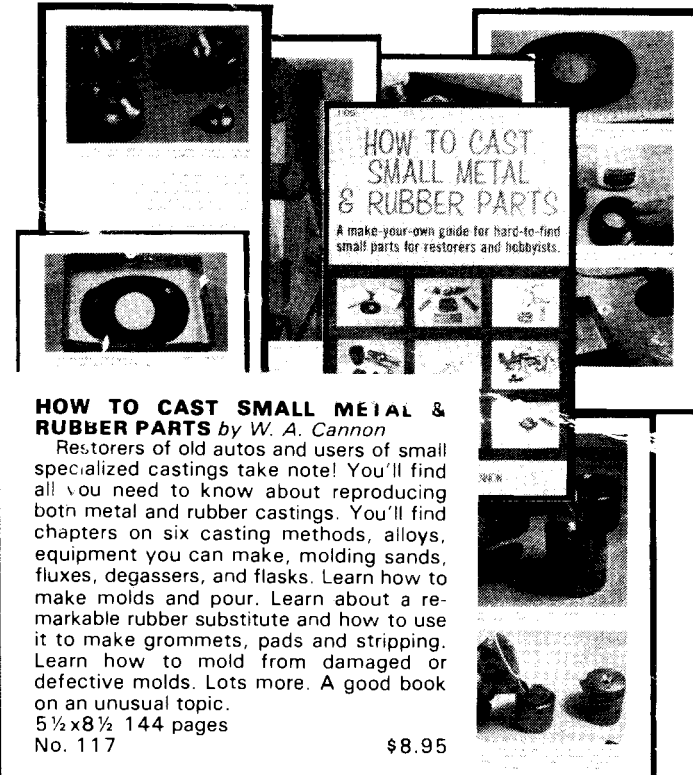 HOW TO CAST
SMALL METAL
& RUBBER PARTS
A make-your-own guide for hard-to-find
small parts for restorers and hobbyists.
HOW TO CAST SMALL METAL &
RUBBER PARTS by W. A. Cannon
Restorers of old autos and users of small
specialized castings take note! You'll find
all you need to know about reproducing
both metal and rubber castings. You'll find
chapters on six casting methods, alloys,
equipment you can make, molding sands,
fluxes, degassers, and flasks. Learn how to
make molds and pour. Learn about a re-
markable rubber substitute and how to use
it to make grommets, pads and stripping.
Learn how to mold from damaged or
defective molds. Lots more. A good book
on an unusual topic.
5½x8½ 144 pages
No. 117 $8.95